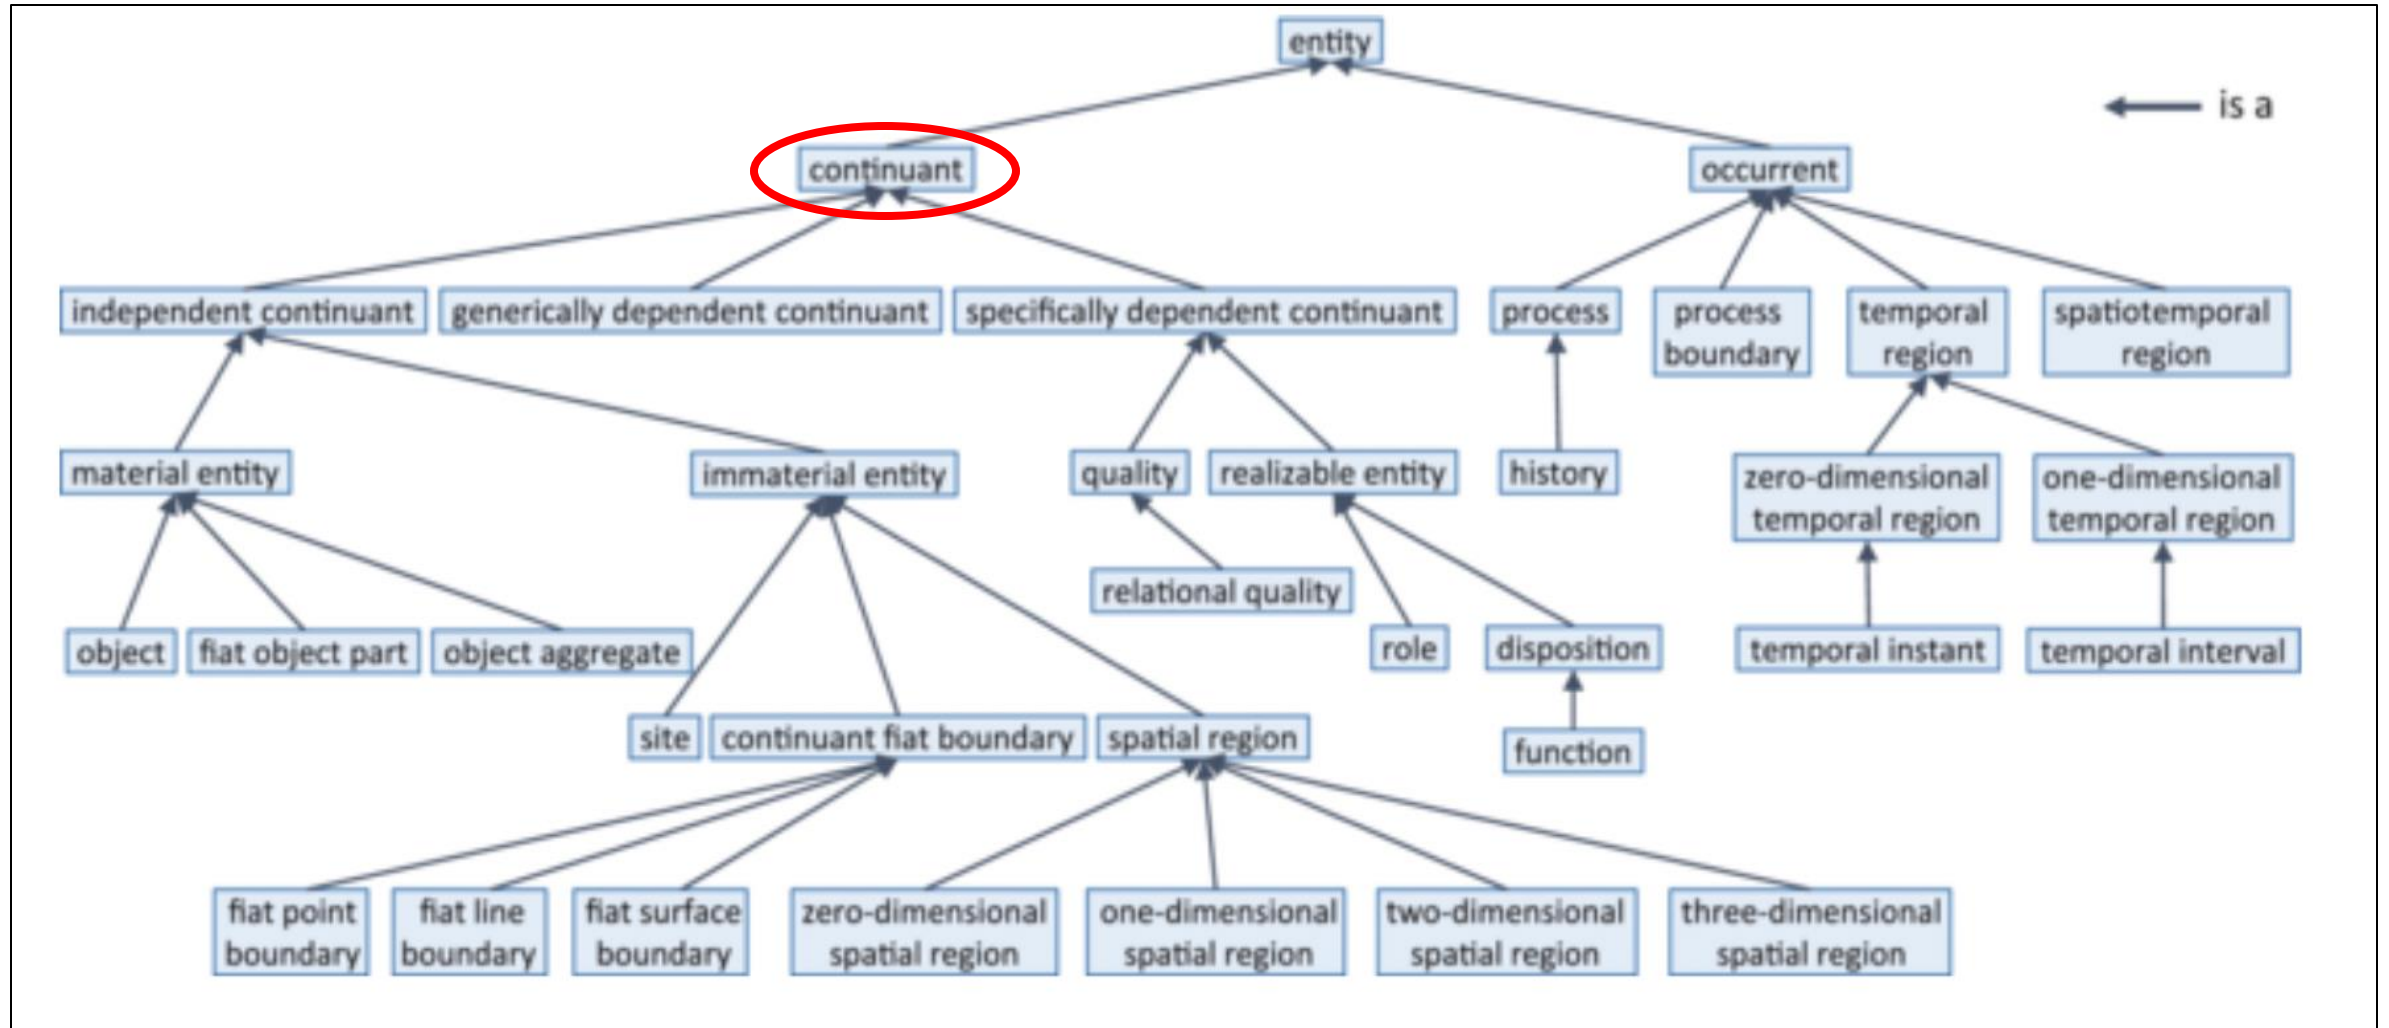 entity
is a
continuant
occurrent
independent continuant
generically dependent continuant
specifically dependent continuant
process
process
boundary
temporal
region
spatiotemporal
region
material entity
immaterial entity
quality
realizable entity
history
zero-dimensional
temporal region
one-dimensional
temporal region
relational quality
object
fiat object part
object aggregate
role
disposition
temporal instant
temporal interval
site
continuant fiat boundary
spatial region
function
fiat point
boundary
fiat line
boundary
fiat surface
boundary
zero-dimensional
spatial region
one-dimensional
spatial region
two-dimensional
spatial region
three-dimensional
spatial region